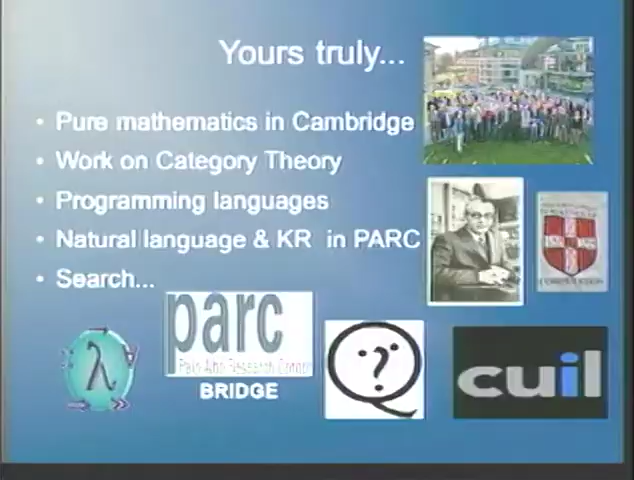 Yours truly...
• Pure mathematics in Cambridge
• Work on Category Theory
• Programming languages
• Natural language & KR in PARC
• Search...
parc
Palo Alto Research Center
BRIDGE
λ
?
cuil